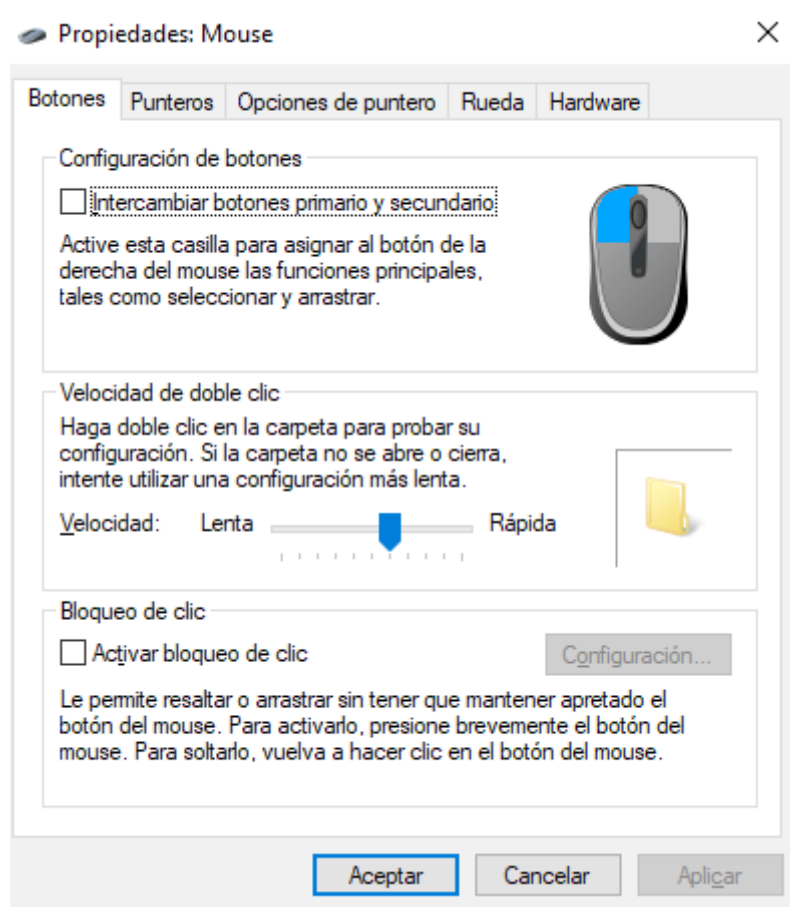 Propiedades: Mouse
Botones Punteros Opciones de puntero Rueda Hardware
Configuración de botones
Intercambiar botones primario y secundario
Active esta casilla para asignar al botón de la
derecha del mouse las funciones principales,
tales como seleccionar y arrastrar.
Velocidad de doble clic
Haga doble clic en la carpeta para probar su
configuración. Si la carpeta no se abre o cierra,
intente utilizar una configuración más lenta.
Velocidad: Lenta Rápida
Bloqueo de clic
Activar bloqueo de clic Configuración...
Le permite resaltar o arrastrar sin tener que mantener apretado el
botón del mouse. Para activarlo, presione brevemente el botón del
mouse. Para soltarlo, vuelva a hacer clic en el botón del mouse.
Aceptar Cancelar Aplicar